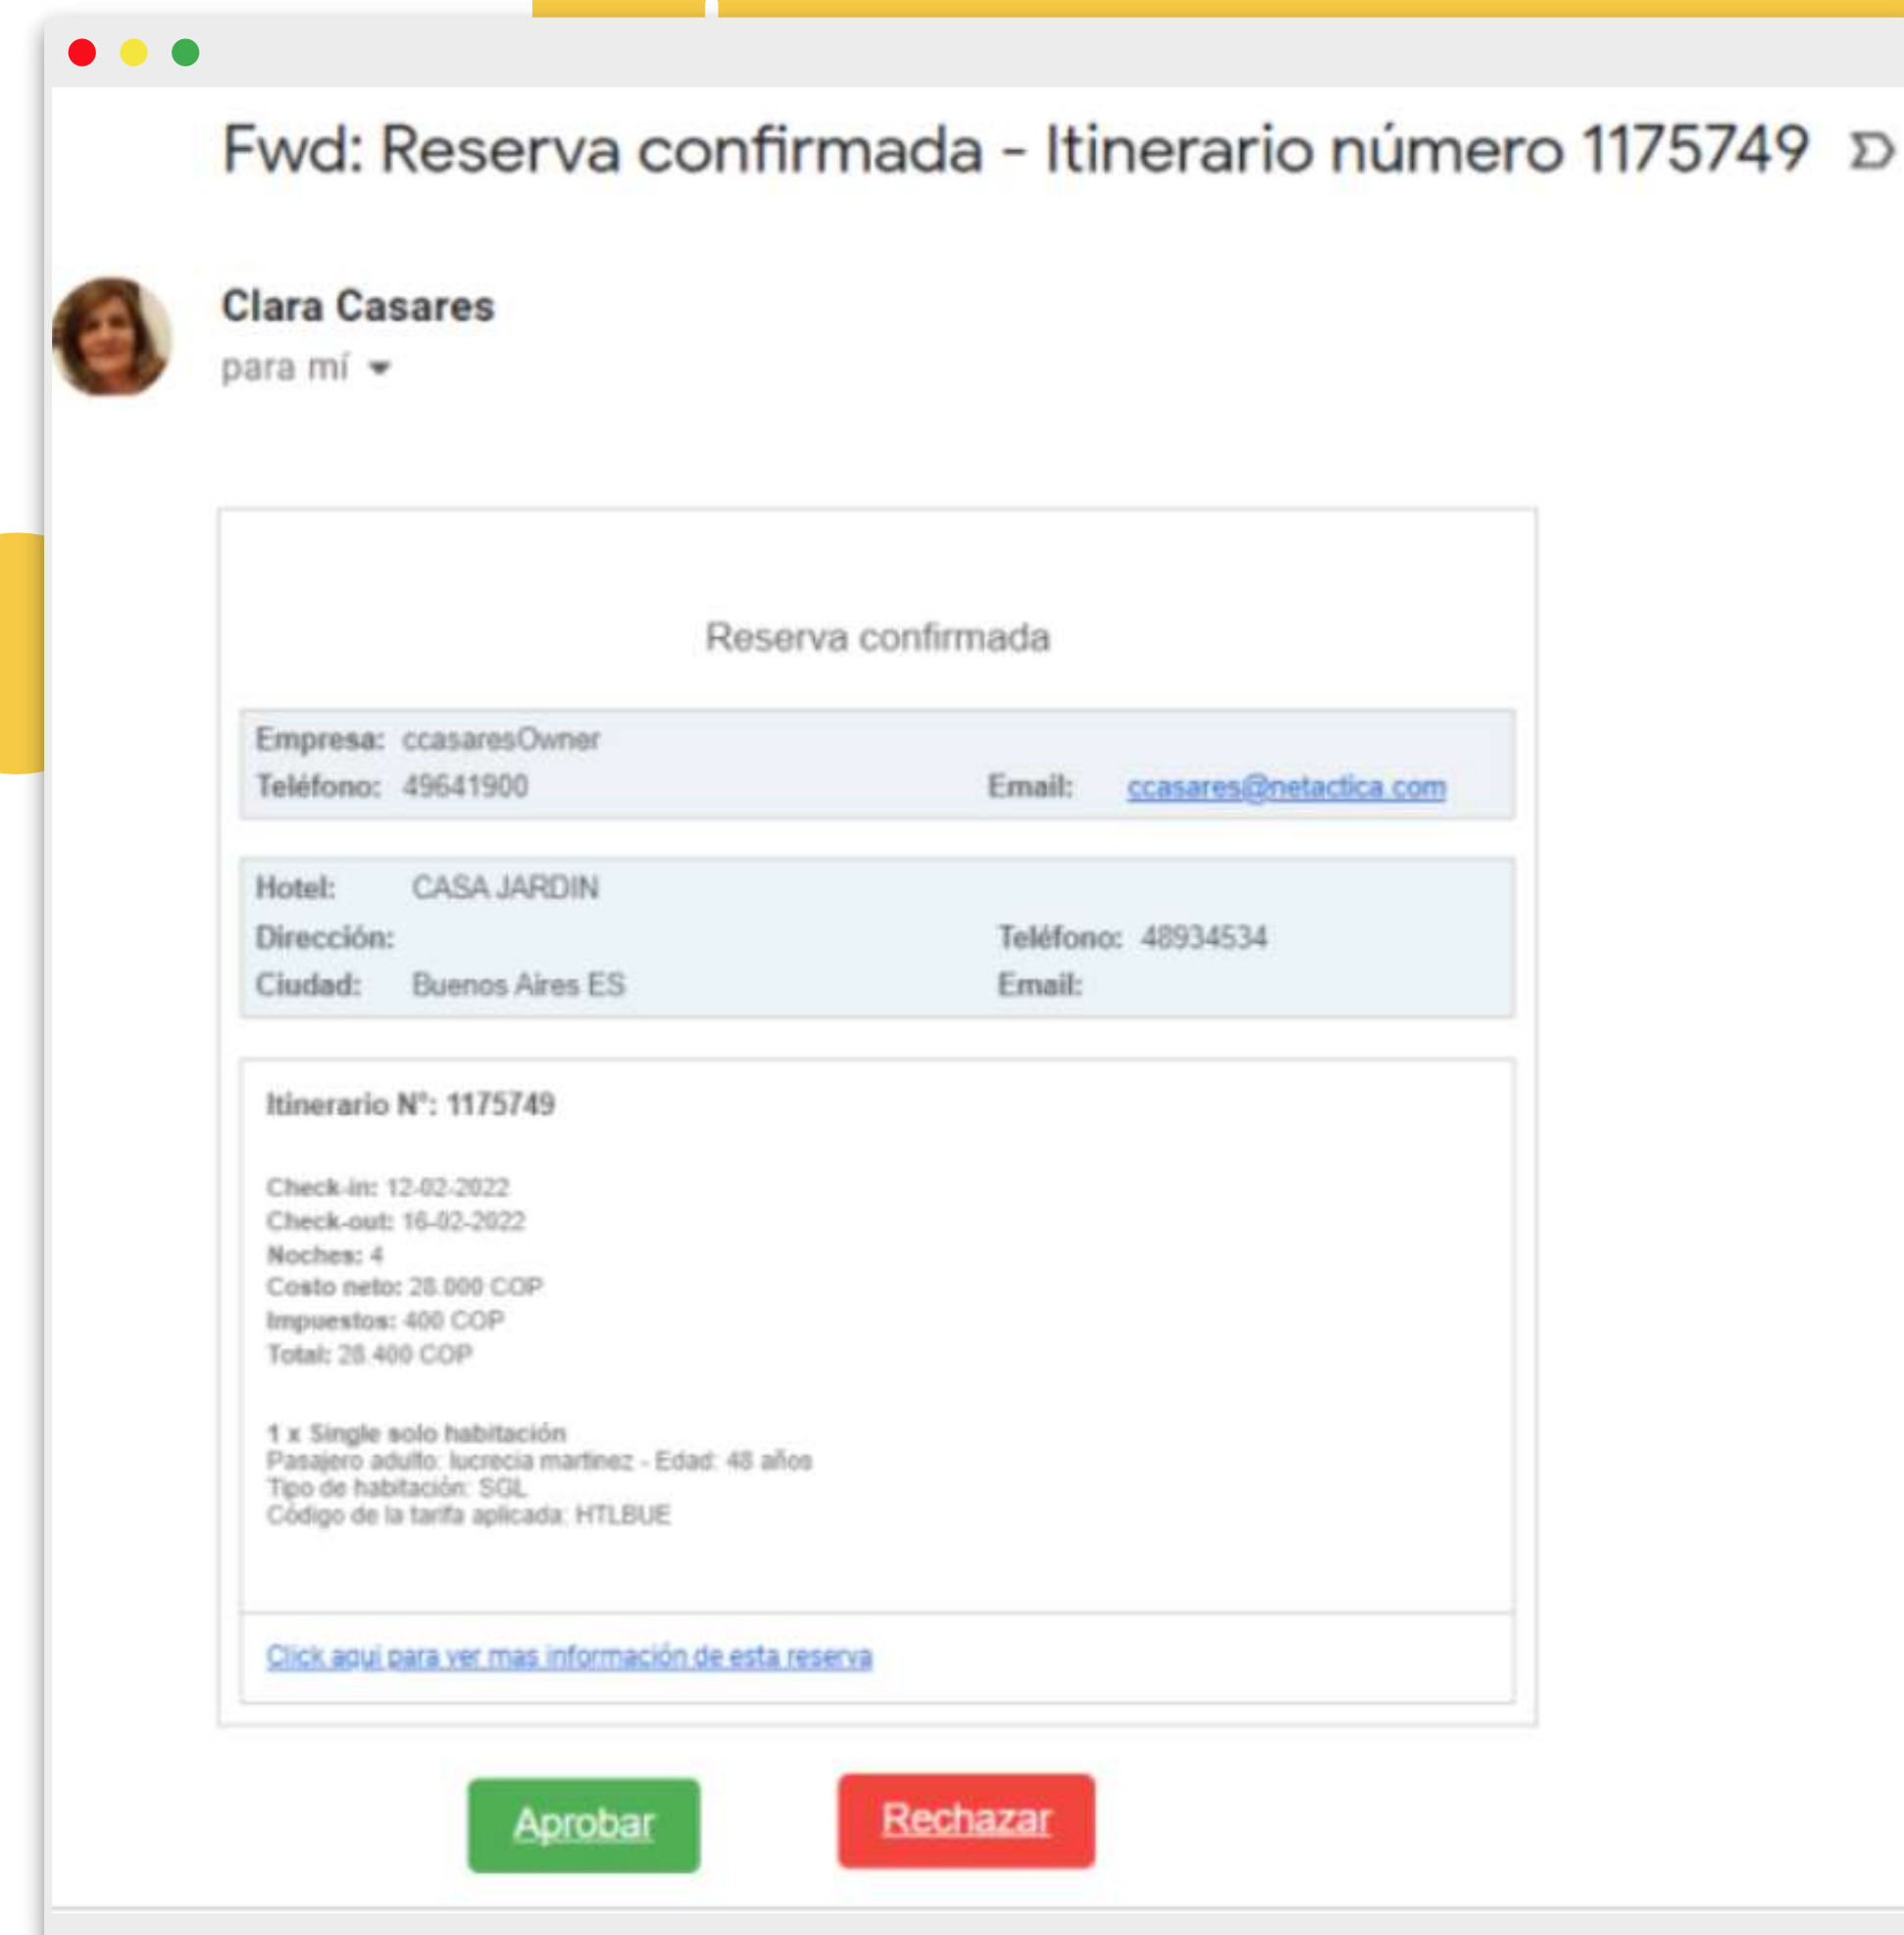 Fwd: Reserva confirmada - Itinerario número 1175749
Clara Casares
para mí
Reserva confirmada
Empresa: ccasaresOwner
Teléfono: 49641900 Email: ccasares@netactica.com
Hotel: CASA JARDIN
Dirección: Teléfono: 48934534
Ciudad: Buenos Aires ES Email:
Itinerario N°: 1175749
Check-in: 12-02-2022
Check-out: 16-02-2022
Noches: 4
Costo neto: 28.000 COP
Impuestos: 400 COP
Total: 28.400 COP
1 x Single solo habitación
Pasajero adulto: lucrecia martinez - Edad: 48 años
Tipo de habitación: SGL
Código de la tarifa aplicada: HTLBUE
Click aqui para ver mas información de esta reserva
Aprobar Rechazar